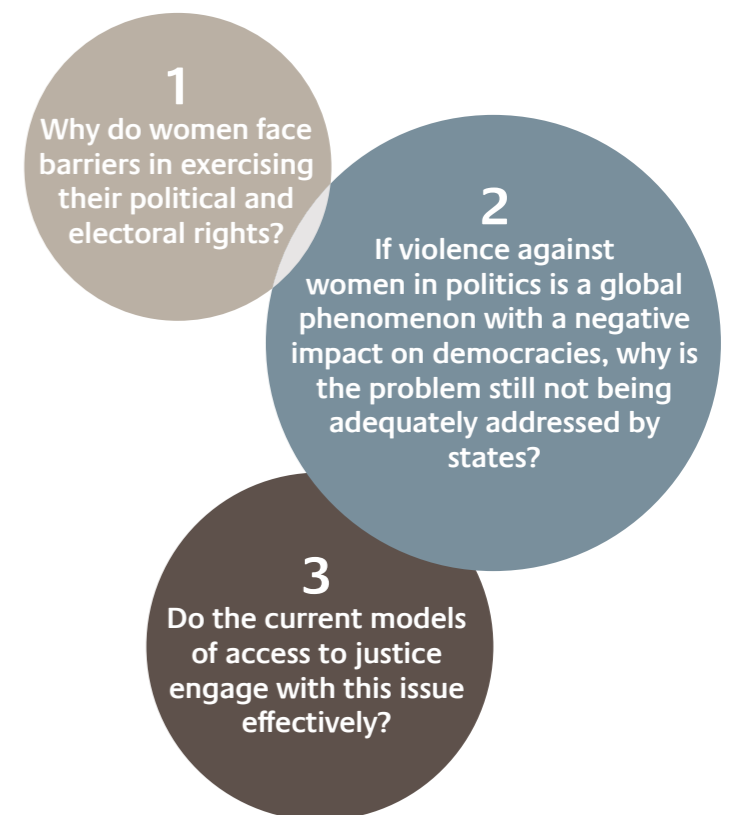 1
Why do women face
barriers in exercising
their political and
electoral rights?
2
If violence against
women in politics is a global
phenomenon with a negative
impact on democracies, why is
the problem still not being
adequately addressed by
states?
3
Do the current models
of access to justice
engage with this issue
effectively?